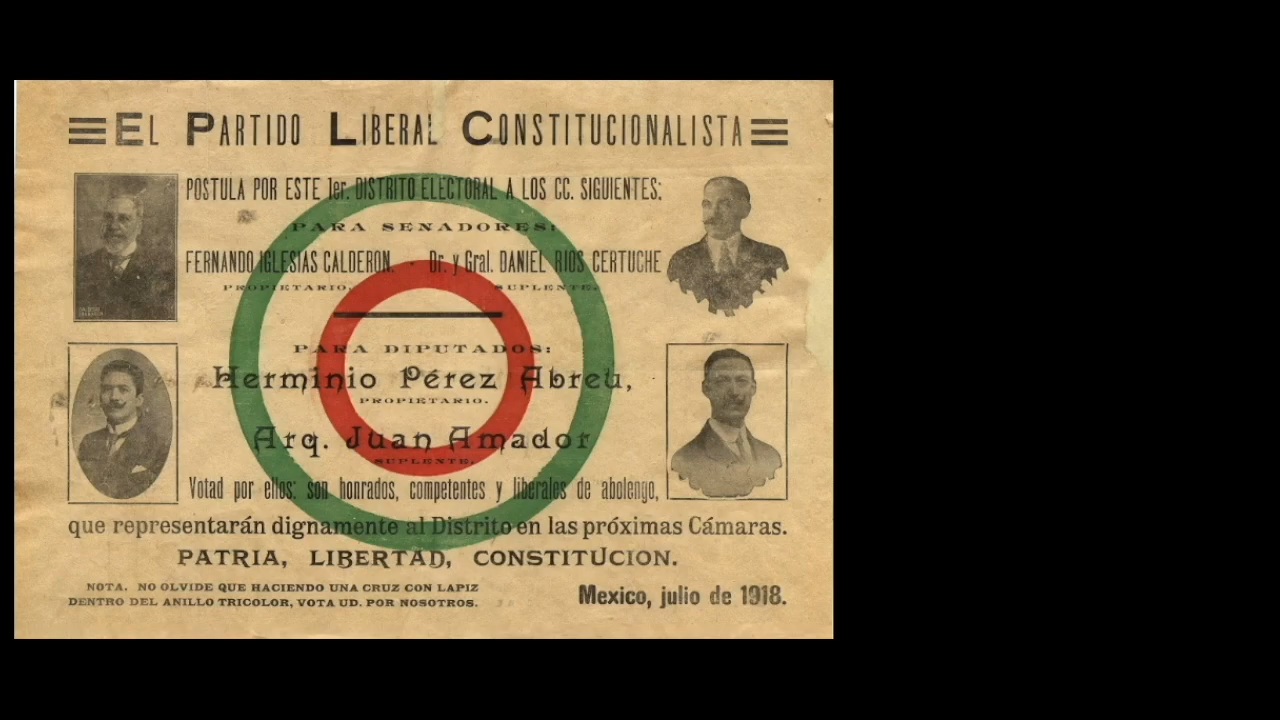 EL PARTIDO LIBERAL CONSTITUCIONALISTA
POSTULA POR ESTE 1er. DISTRITO ELECTORAL A LOS CC. SIGUIENTES:
PARA SENADORES:
FERNANDO IGLESIAS CALDERON. - Dr. y Gral. DANIEL RIOS CERTUCHE
PROPIETARIO. SUPLENTE.
PARA DIPUTADOS:
Herminio Pérez Abreu,
PROPIETARIO.
Arq. Juan Amador
SUPLENTE.
Votad por ellos: son honrados, competentes y liberales de abolengo,
que representarán dignamente al Distrito en las próximas Cámaras.
PATRIA, LIBERTAD, CONSTITUCION.
NOTA. NO OLVIDE QUE HACIENDO UNA CRUZ CON LAPIZ
DENTRO DEL ANILLO TRICOLOR, VOTA UD. POR NOSOTROS.
Mexico, julio de 1918.